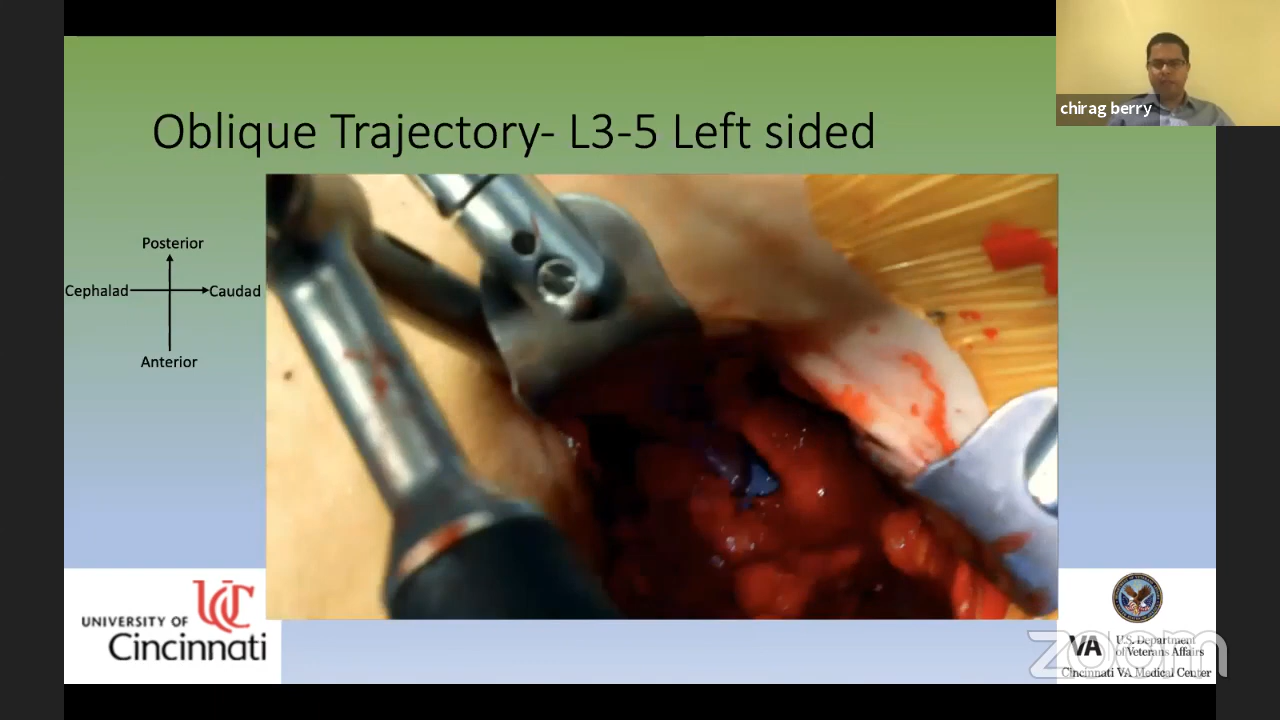 chirag berry
Oblique Trajectory- L3-5 Left sided
Posterior
Cephalad
Caudad
Anterior
UC
UNIVERSITY OF
Cincinnati
VA
U.S. Department
of Veterans Affairs
Cincinnati VA Medical Center
zoom